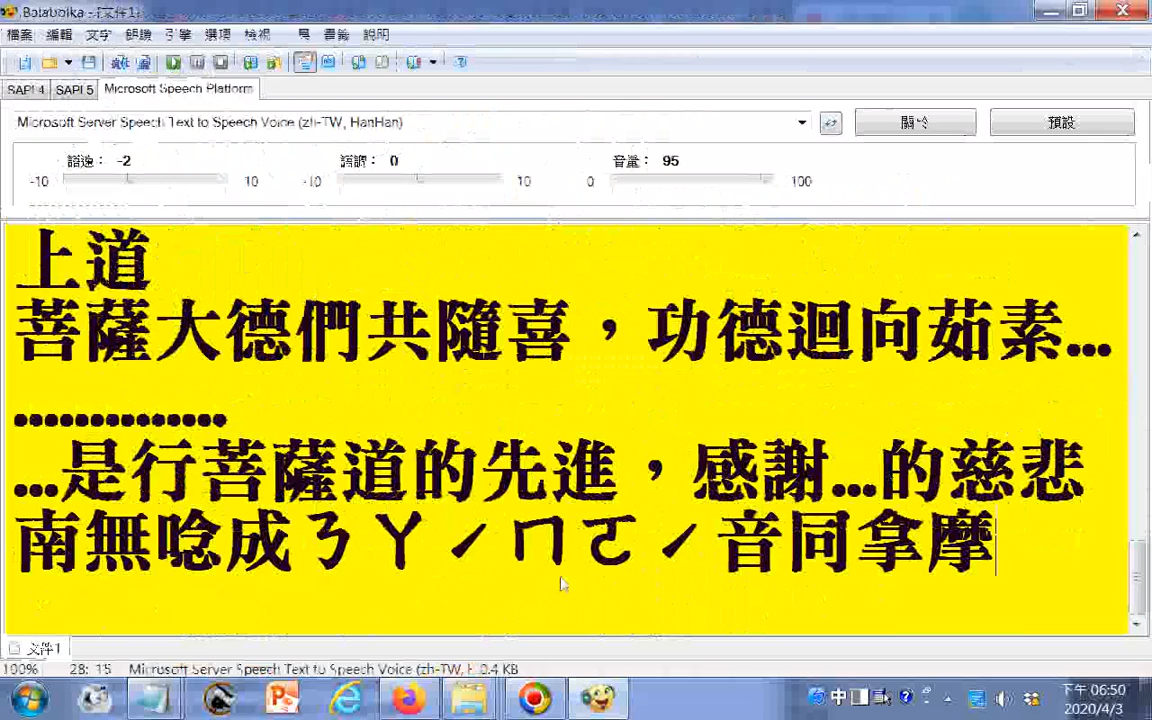 Balabolka - [文件1]
檔案 編輯 文字 朗讀 引擎 選項 檢視 書籤 說明
SAPI 4 SAPI 5 Microsoft Speech Platform
Microsoft Server Speech Text to Speech Voice (zh-TW, HanHan) 預設
語速： -2 語調： 0 音量： 95
-10 10 -10 10 0 100
上道
菩薩大德們共隨喜，功德迴向茹素...
..............
...是行菩薩道的先進，感謝...的慈悲
南無唸成ㄋㄚˊㄇㄛˊ音同拿摩
文件1
100% 28: 15 Microsoft Server Speech Text to Speech Voice (zh-TW, H 0.4 KB
中 下午 06:50
2020/4/3